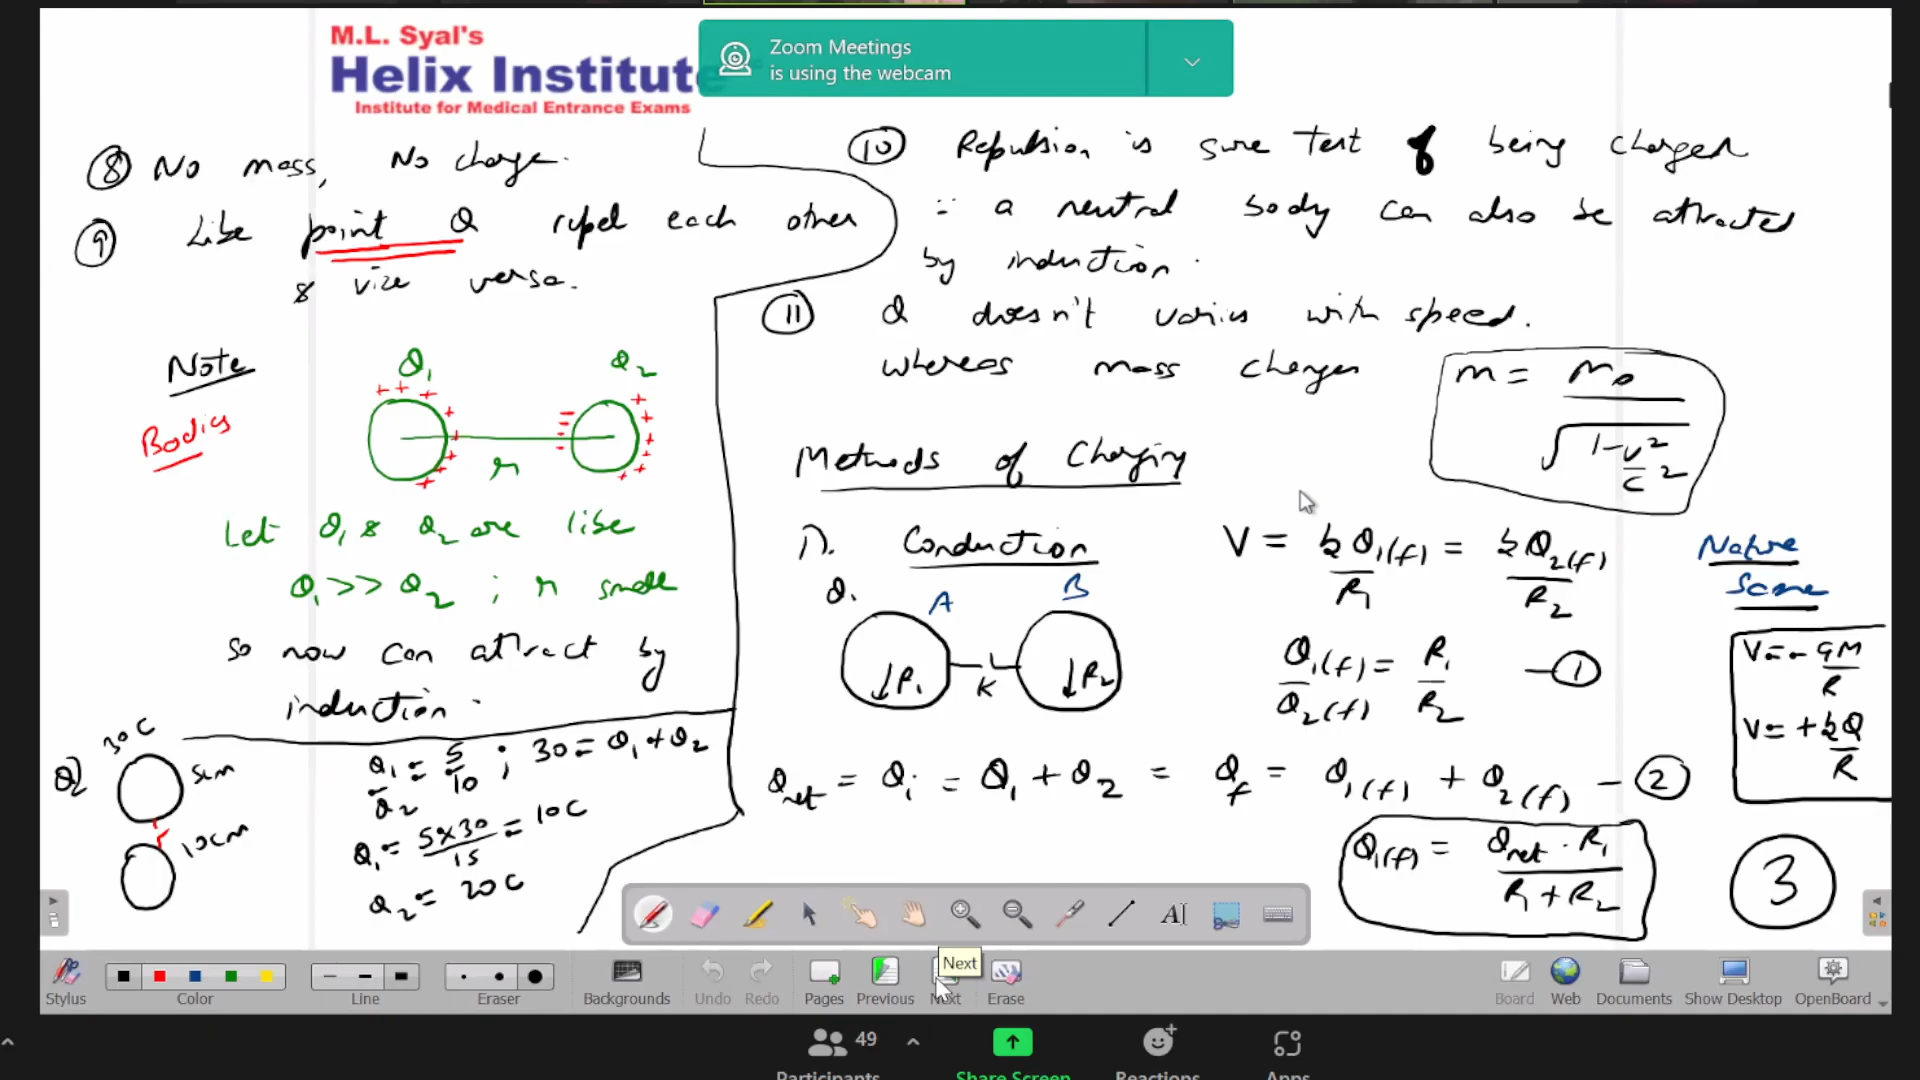 M.L. Syal's
Helix Institute
Institute for Medical Entrance Exams
Zoom Meetings
is using the webcam
⑧ No mass, No charge.
⑨ Like point Q repel each other
& vize versa.
Note
Bodies
Q₁ Q₂
r
Let Q₁ & Q₂ are like
Q₁ >> Q₂ ; r small
so now can attract by
induction.
Q) 30C
5cm
10cm
Q₁/Q₂ = 5/10 ; 30 = Q₁ + Q₂
Q₁ = 5×30/15 = 10C
Q₂ = 20C
⑩ Repulsion is sure test of being charged
∵ a neutral body can also be attracted
by induction.
⑪ Q doesn't varies with speed.
whereas mass changes
m = m₀/√(1-v²/c²)
Methods of Charging
1). Conduction
Q. A B
R₁ K R₂
V = kQ₁(f)/R₁ = kQ₂(f)/R₂
Q₁(f)/Q₂(f) = R₁/R₂ —①
Nature
Same
V = -GM/R
V = +kQ/R
Qnet = Qi = Q₁ + Q₂ = Qf = Q₁(f) + Q₂(f) —②
Q₁(f) = Qnet . R₁/R₁ + R₂
③
Next
Stylus Color Line Eraser Backgrounds Undo Redo Pages Previous Next Erase Board Web Documents Show Desktop OpenBoard
49
Participants Share Screen Reactions Apps